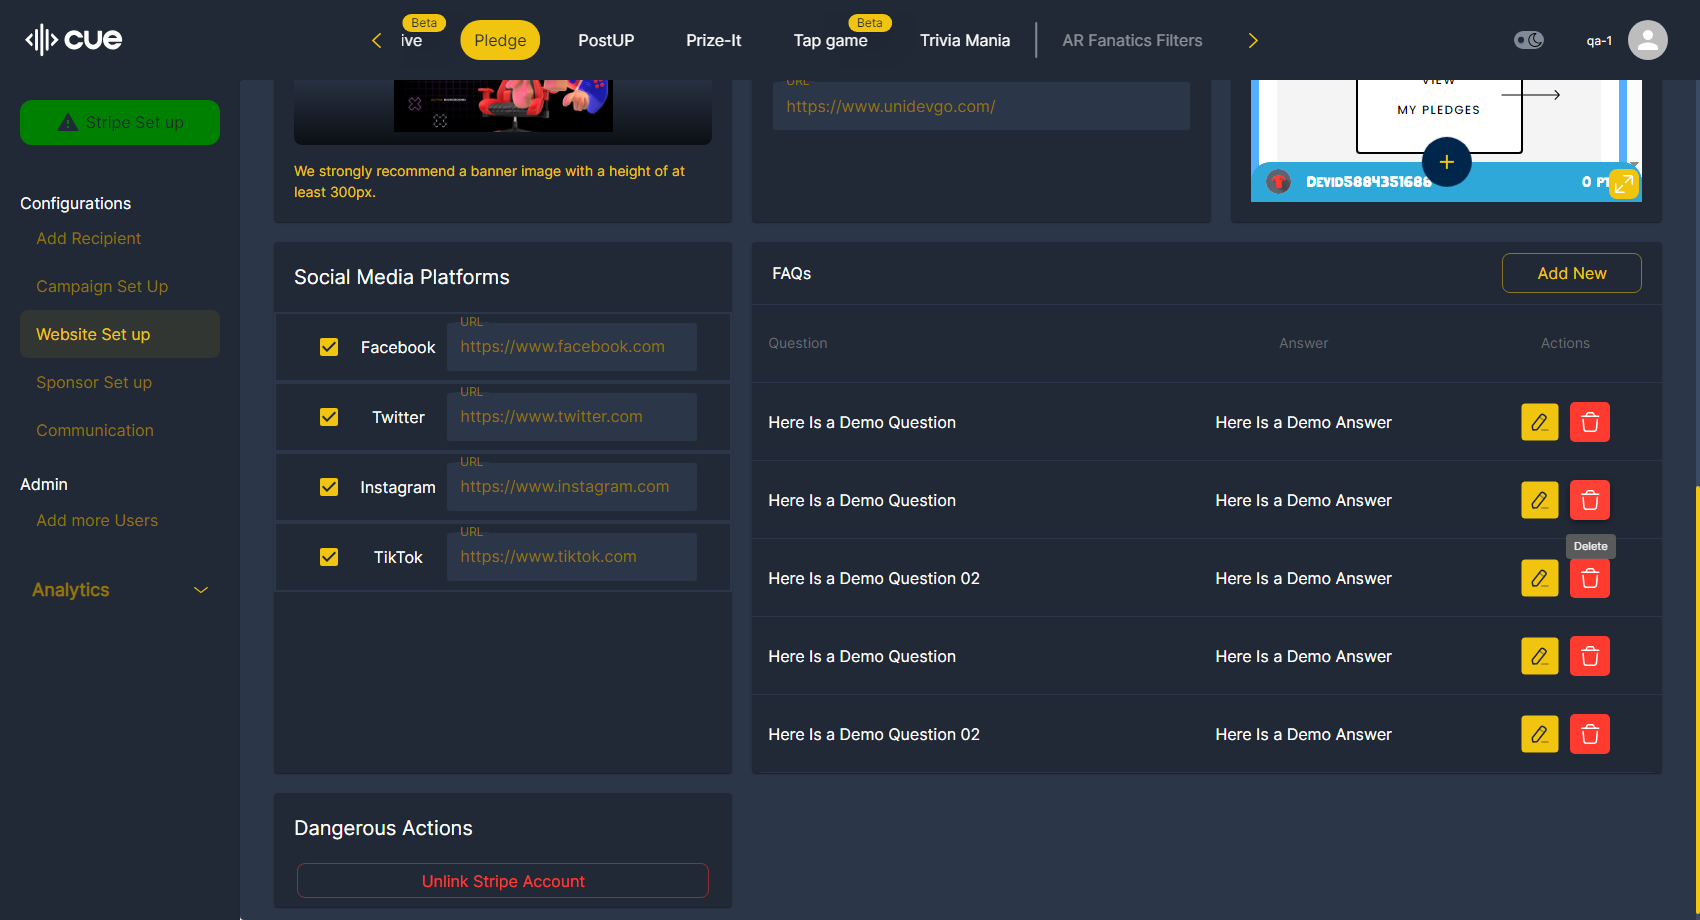 cue
ive
Beta
Pledge
PostUP
Prize-It
Tap game
Beta
Trivia Mania
AR Fanatics Filters
qa-1
Stripe Set up
Configurations
Add Recipient
Campaign Set Up
Website Set up
Sponsor Set up
Communication
Admin
Add more Users
Analytics
We strongly recommend a banner image with a height of at
least 300px.
URL
https://www.unidevgo.com/
VIEW
MY PLEDGES
+
DEVID5884351688
0 PT
Social Media Platforms
Facebook
URL
https://www.facebook.com
Twitter
URL
https://www.twitter.com
Instagram
URL
https://www.instagram.com
TikTok
URL
https://www.tiktok.com
FAQs
Add New
Question Answer Actions
Here Is a Demo Question Here Is a Demo Answer
Here Is a Demo Question Here Is a Demo Answer
Delete
Here Is a Demo Question 02 Here Is a Demo Answer
Here Is a Demo Question Here Is a Demo Answer
Here Is a Demo Question 02 Here Is a Demo Answer
Dangerous Actions
Unlink Stripe Account